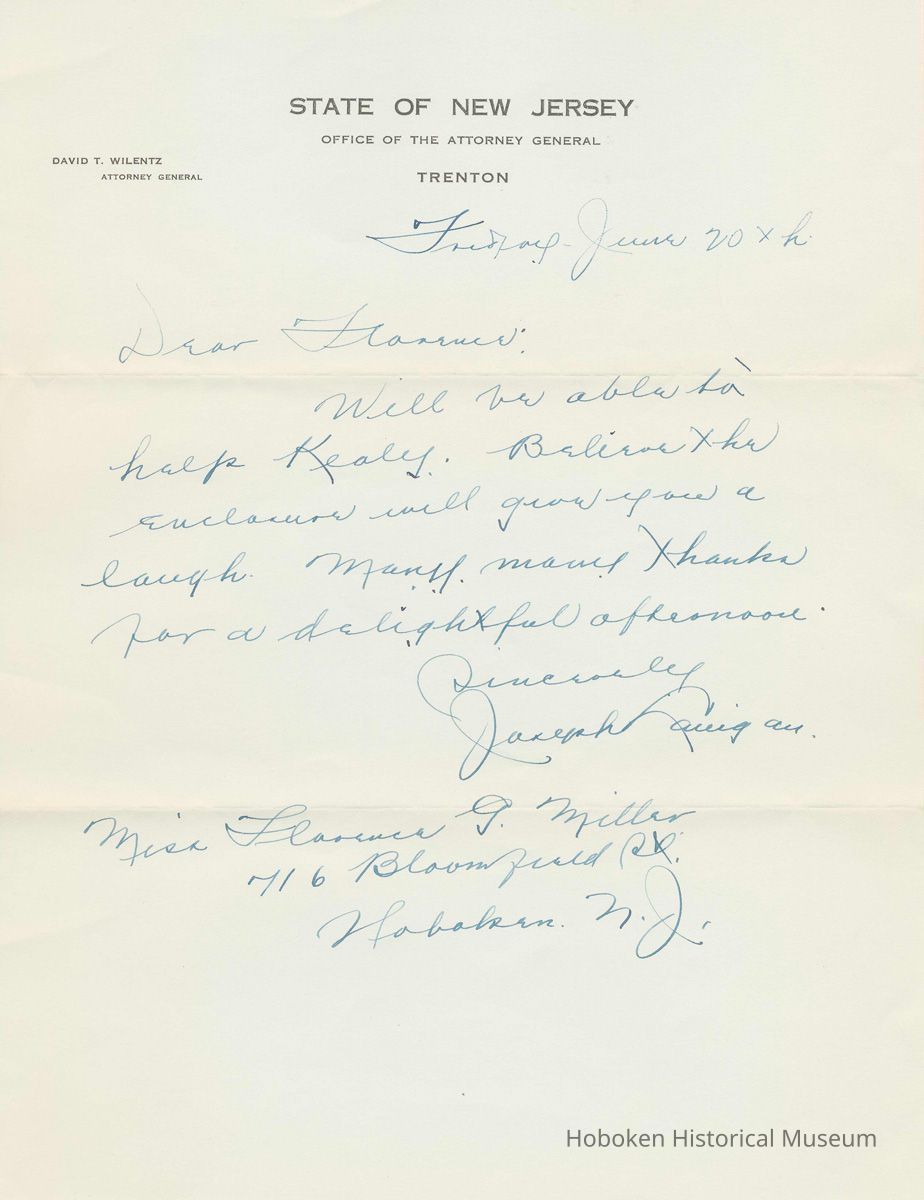 STATE OF NEW JERSEY
OFFICE OF THE ATTORNEY GENERAL
DAVID T. WILENTZ
ATTORNEY GENERAL
TRENTON
Friday - June 20th
Dear Florence:
Will be able to
help Kealy. Believe the
enclosure will give you a
laugh. Many, many thanks
for a delightful afternoon.
Sincerely
Joseph Lanigan.
Miss Florence G. Miller
716 Bloomfield St.
Hoboken. N.J.
Hoboken Historical Museum